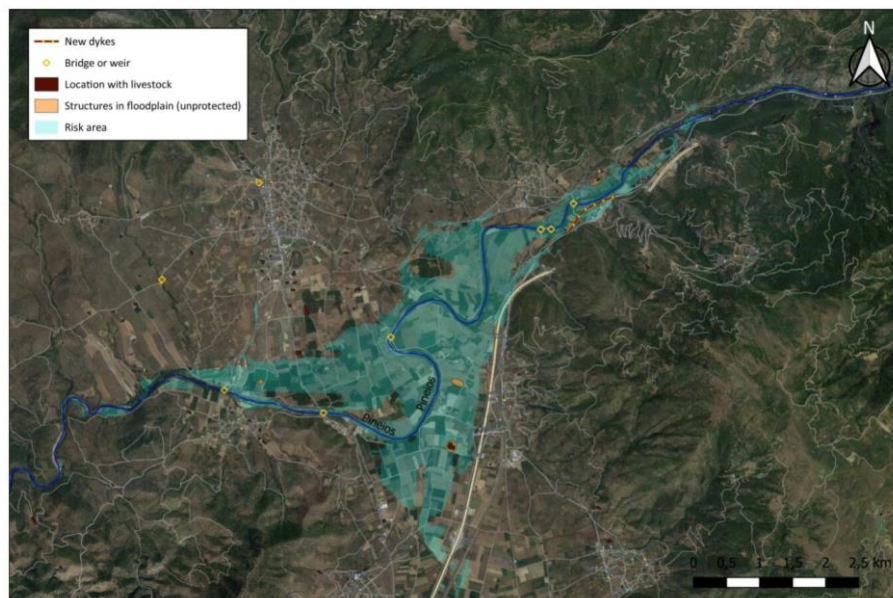 New dykes
Bridge or weir
Location with livestock
Structures in floodplain (unprotected)
Risk area
N
Pineios
Pineios
0 0,5 1 1,5 2 2,5 km